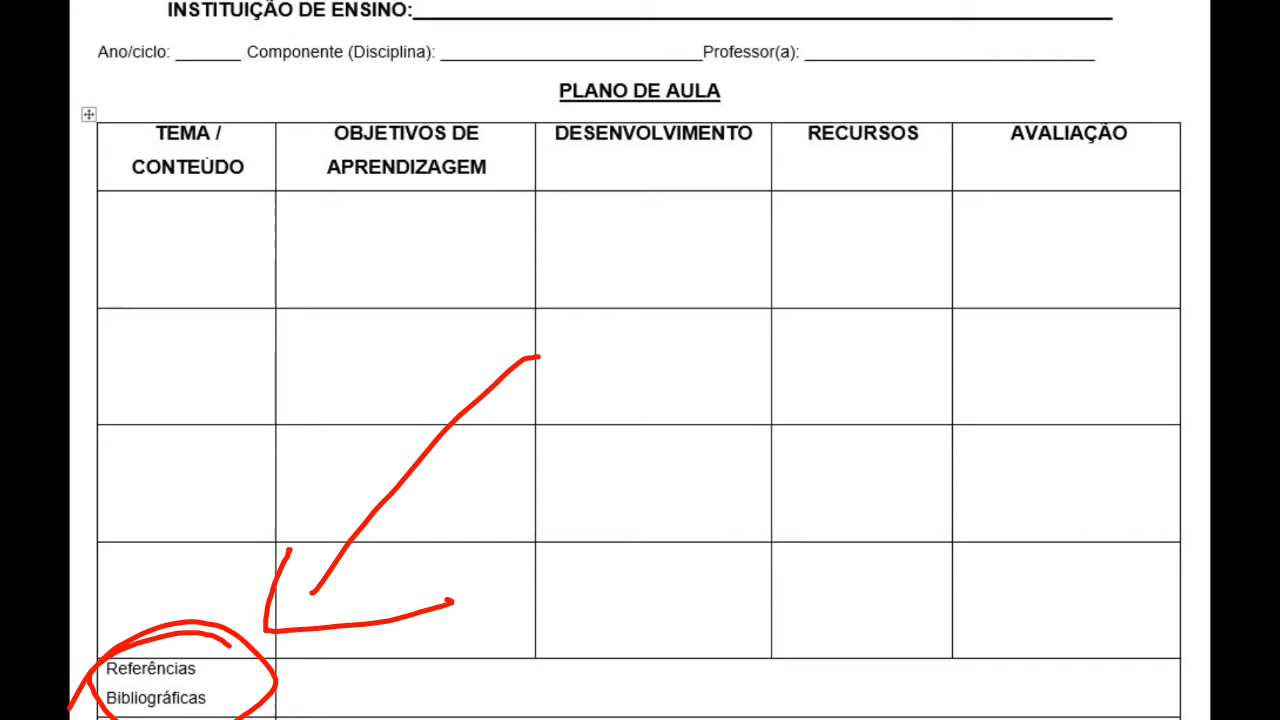 INSTITUIÇÃO DE ENSINO:
Ano/ciclo: Componente (Disciplina): Professor(a):
PLANO DE AULA
TEMA / CONTEÚDO
OBJETIVOS DE APRENDIZAGEM
DESENVOLVIMENTO
RECURSOS
AVALIAÇÃO
Referências
Bibliográficas